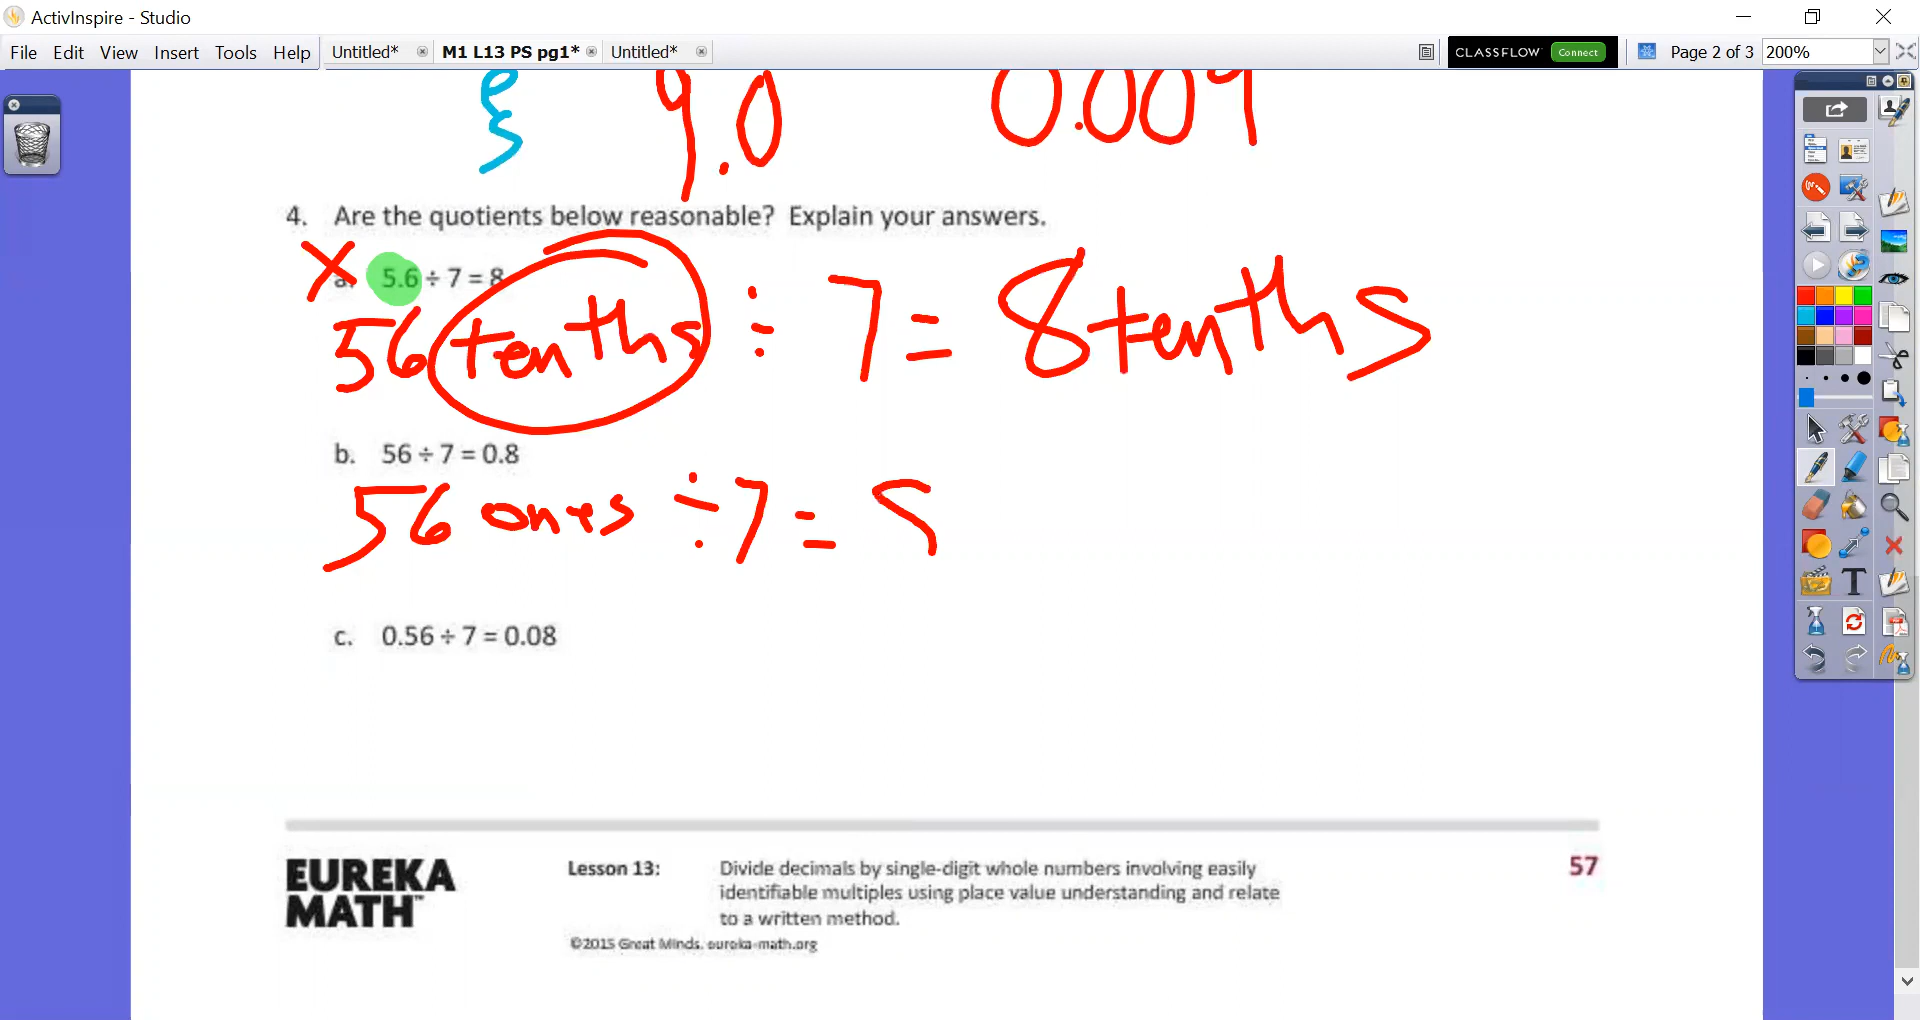 ActivInspire - Studio
File Edit View Insert Tools Help
Untitled* M1 L13 PS pg1* Untitled*
CLASSFLOW Connect
Page 2 of 3 200%
9.0 0.009
4. Are the quotients below reasonable? Explain your answers.
a. 5.6 ÷ 7 = 8
56 tenths ÷ 7 = 8 tenths
b. 56 ÷ 7 = 0.8
56 ones ÷ 7 =
c. 0.56 ÷ 7 = 0.08
EUREKA
MATH™
Lesson 13: Divide decimals by single-digit whole numbers involving easily
identifiable multiples using place value understanding and relate
to a written method.
57
©2015 Great Minds. eureka-math.org